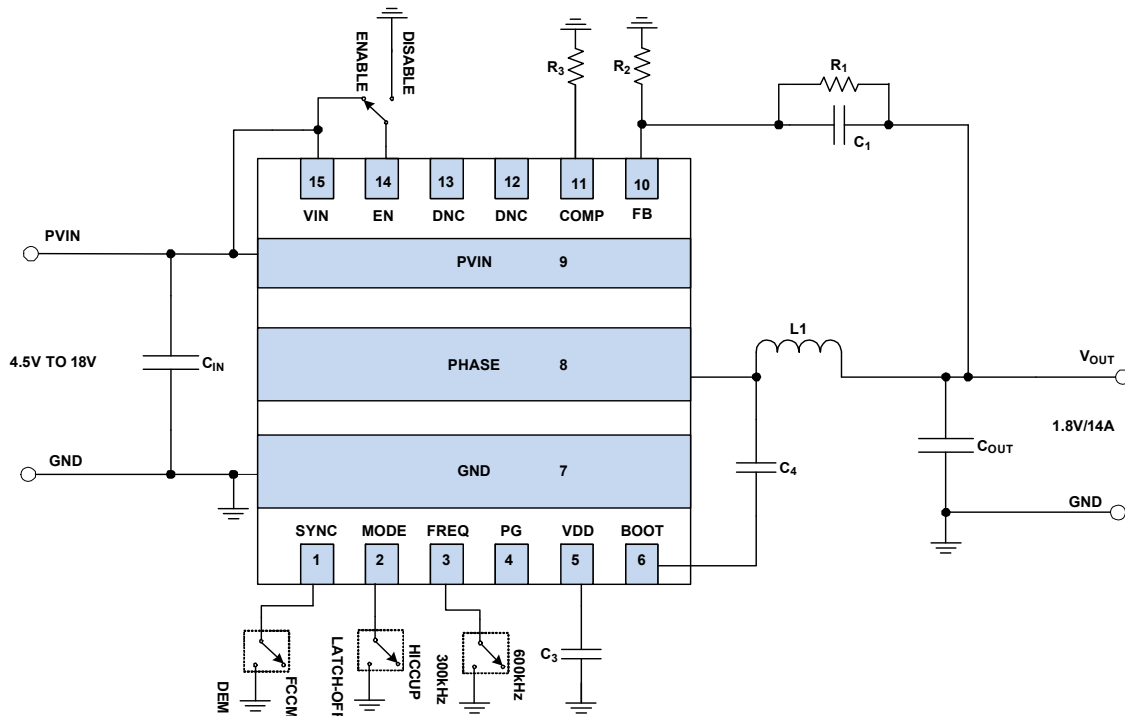 ENABLE
DISABLE
R3
R2
R1
C1
15
14
13
12
11
10
VIN
EN
DNC
DNC
COMP
FB
PVIN
PVIN 9
4.5V TO 18V
CIN
PHASE 8
L1
VOUT
1.8V/14A
COUT
GND
GND 7
C4
GND
SYNC
MODE
FREQ
PG
VDD
BOOT
1
2
3
4
5
6
DEM
FCCM
LATCH-OFF
HICCUP
300kHz
600kHz
C3